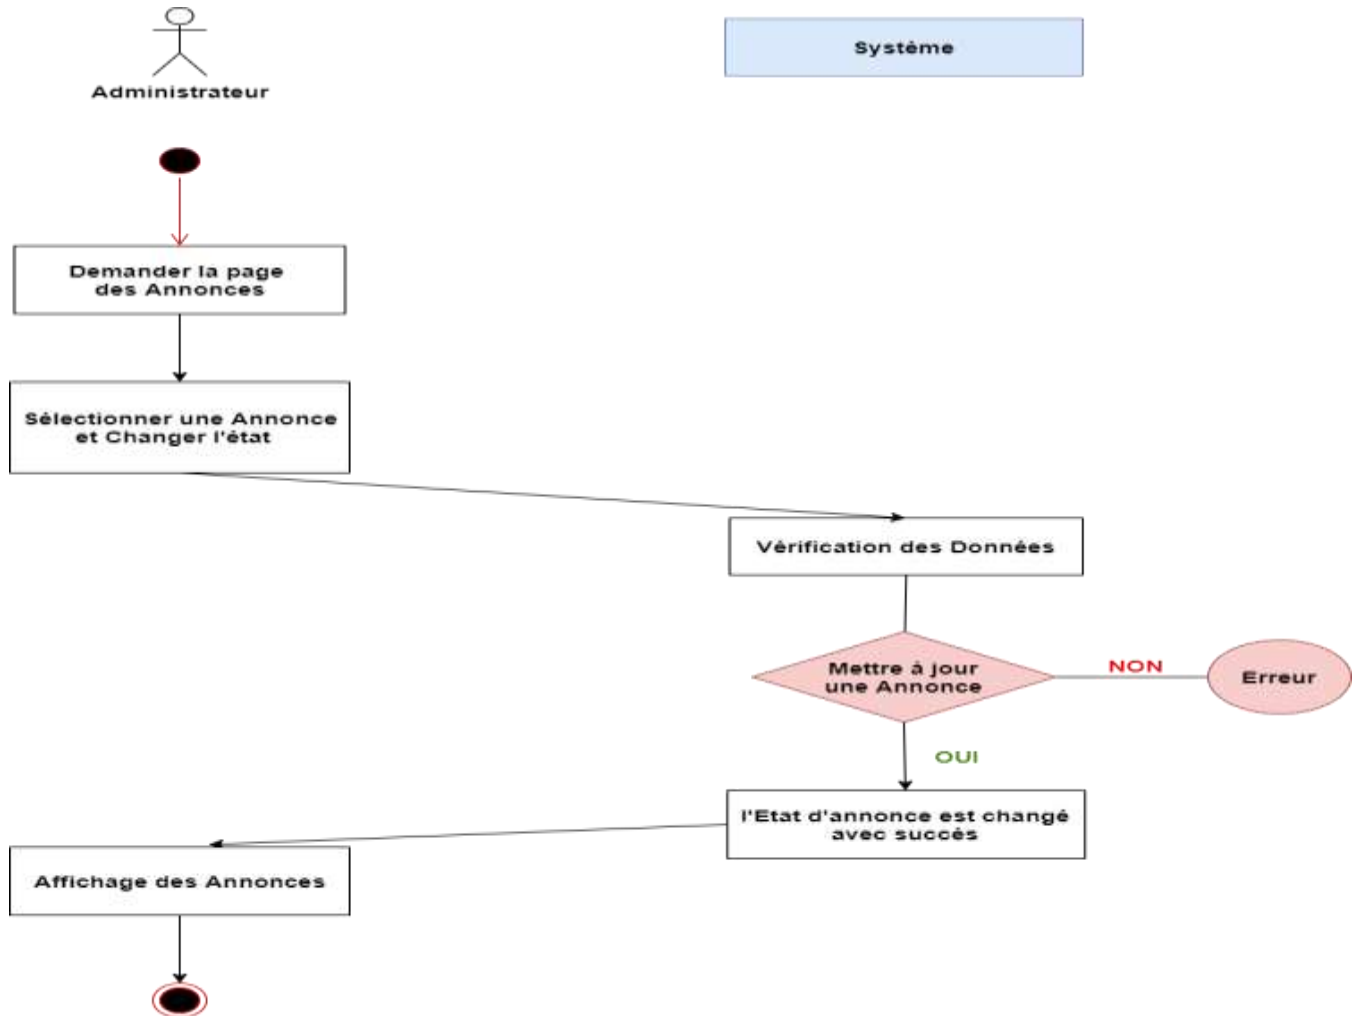 Système
Administrateur
Demander la page
des Annonces
Sélectionner une Annonce
et Changer l'état
Vérification des Données
Mettre à jour
une Annonce
NON
Erreur
OUI
l'Etat d'annonce est changé
avec succès
Affichage des Annonces